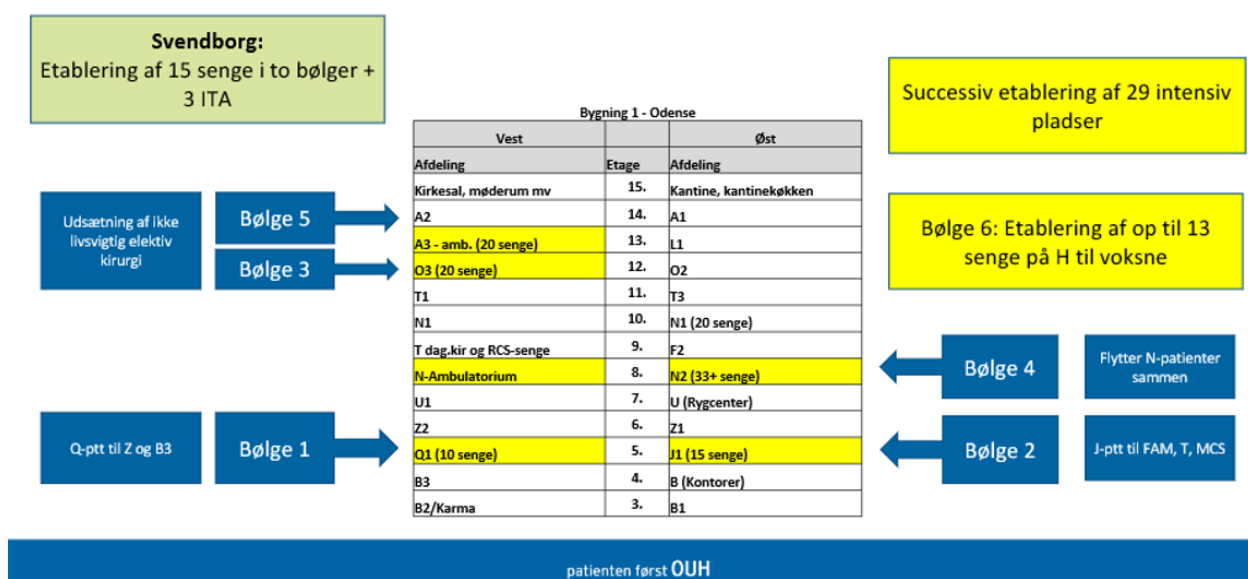 Svendborg:
Etablering af 15 senge i to bølger +
3 ITA
Successiv etablering af 29 intensiv
pladser
Bølge 6: Etablering af op til 13
senge på H til voksne
Udsætning af ikke
livsvigtig elektiv
kirurgi
Bølge 5
Bølge 3
Q-ptt til Z og B3
Bølge 1
Bygning 1 - Odense
Vest Øst
Afdeling Etage Afdeling
Kirkesal, møderum mv 15. Kantine, kantinekøkken
A2 14. A1
A3 - amb. (20 senge) 13. L1
O3 (20 senge) 12. O2
T1 11. T3
N1 10. N1 (20 senge)
T dag.kir og RCS-senge 9. F2
N-Ambulatorium 8. N2 (33+ senge)
U1 7. U (Rygcenter)
Z2 6. Z1
Q1 (10 senge) 5. J1 (15 senge)
B3 4. B (Kontorer)
B2/Karma 3. B1
Bølge 4
Flytter N-patienter
sammen
Bølge 2
J-ptt til FAM, T, MCS
patienten først OUH